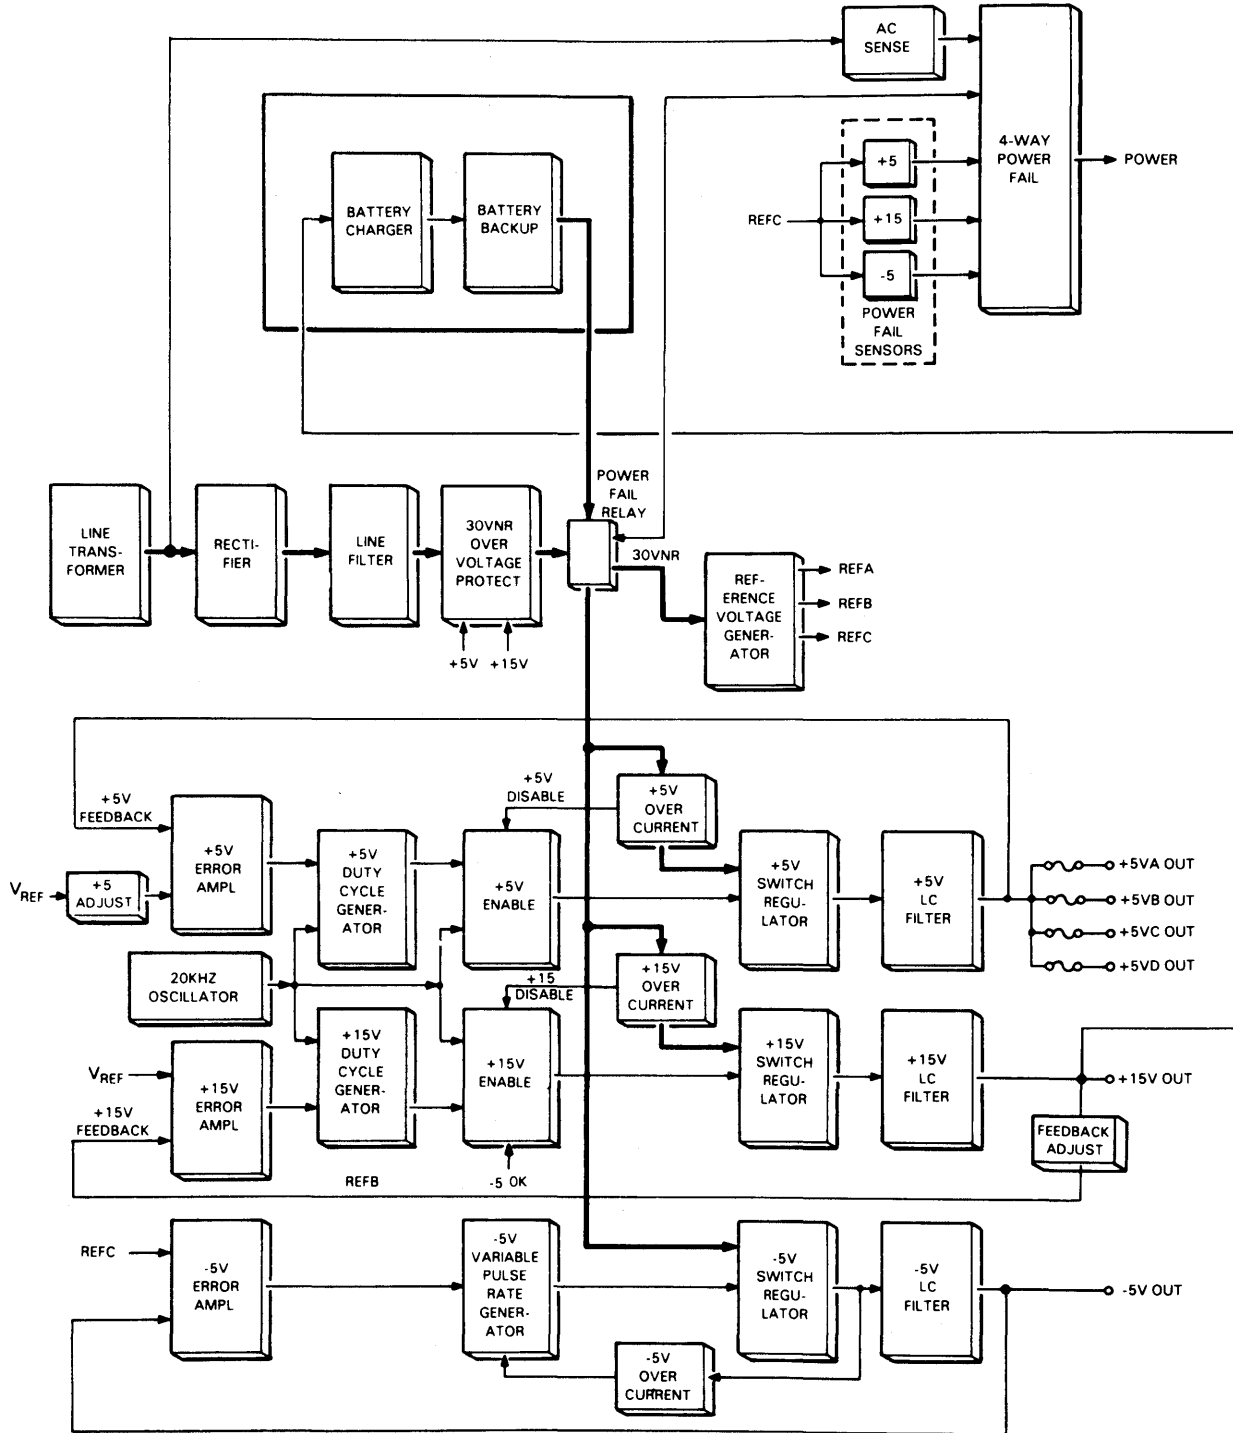 AC
SENSE
4-WAY
POWER
FAIL
POWER
+5
REFC
+15
-5
POWER
FAIL
SENSORS
BATTERY
CHARGER
BATTERY
BACKUP
POWER
FAIL
RELAY
LINE
TRANS-
FORMER
RECTI-
FIER
LINE
FILTER
30VNR
OVER
VOLTAGE
PROTECT
+5V +15V
30VNR
REF-
ERENCE
VOLTAGE
GENER-
ATOR
REFA
REFB
REFC
+5V
FEEDBACK
VREF
+5
ADJUST
+5V
ERROR
AMPL
+5V
DUTY
CYCLE
GENER-
ATOR
+5V
DISABLE
+5V
ENABLE
+5V
OVER
CURRENT
+5V
SWITCH
REGU-
LATOR
+5V
LC
FILTER
+5VA OUT
+5VB OUT
+5VC OUT
+5VD OUT
20KHZ
OSCILLATOR
+15
DISABLE
+15V
OVER
CURRENT
VREF
+15V
FEEDBACK
+15V
ERROR
AMPL
+15V
DUTY
CYCLE
GENER-
ATOR
+15V
ENABLE
-5 OK
+15V
SWITCH
REGU-
LATOR
+15V
LC
FILTER
+15V OUT
FEEDBACK
ADJUST
REFB
REFC
-5V
ERROR
AMPL
-5V
VARIABLE
PULSE
RATE
GENER-
ATOR
-5V
OVER
CURRENT
-5V
SWITCH
REGU-
LATOR
-5V
LC
FILTER
-5V OUT